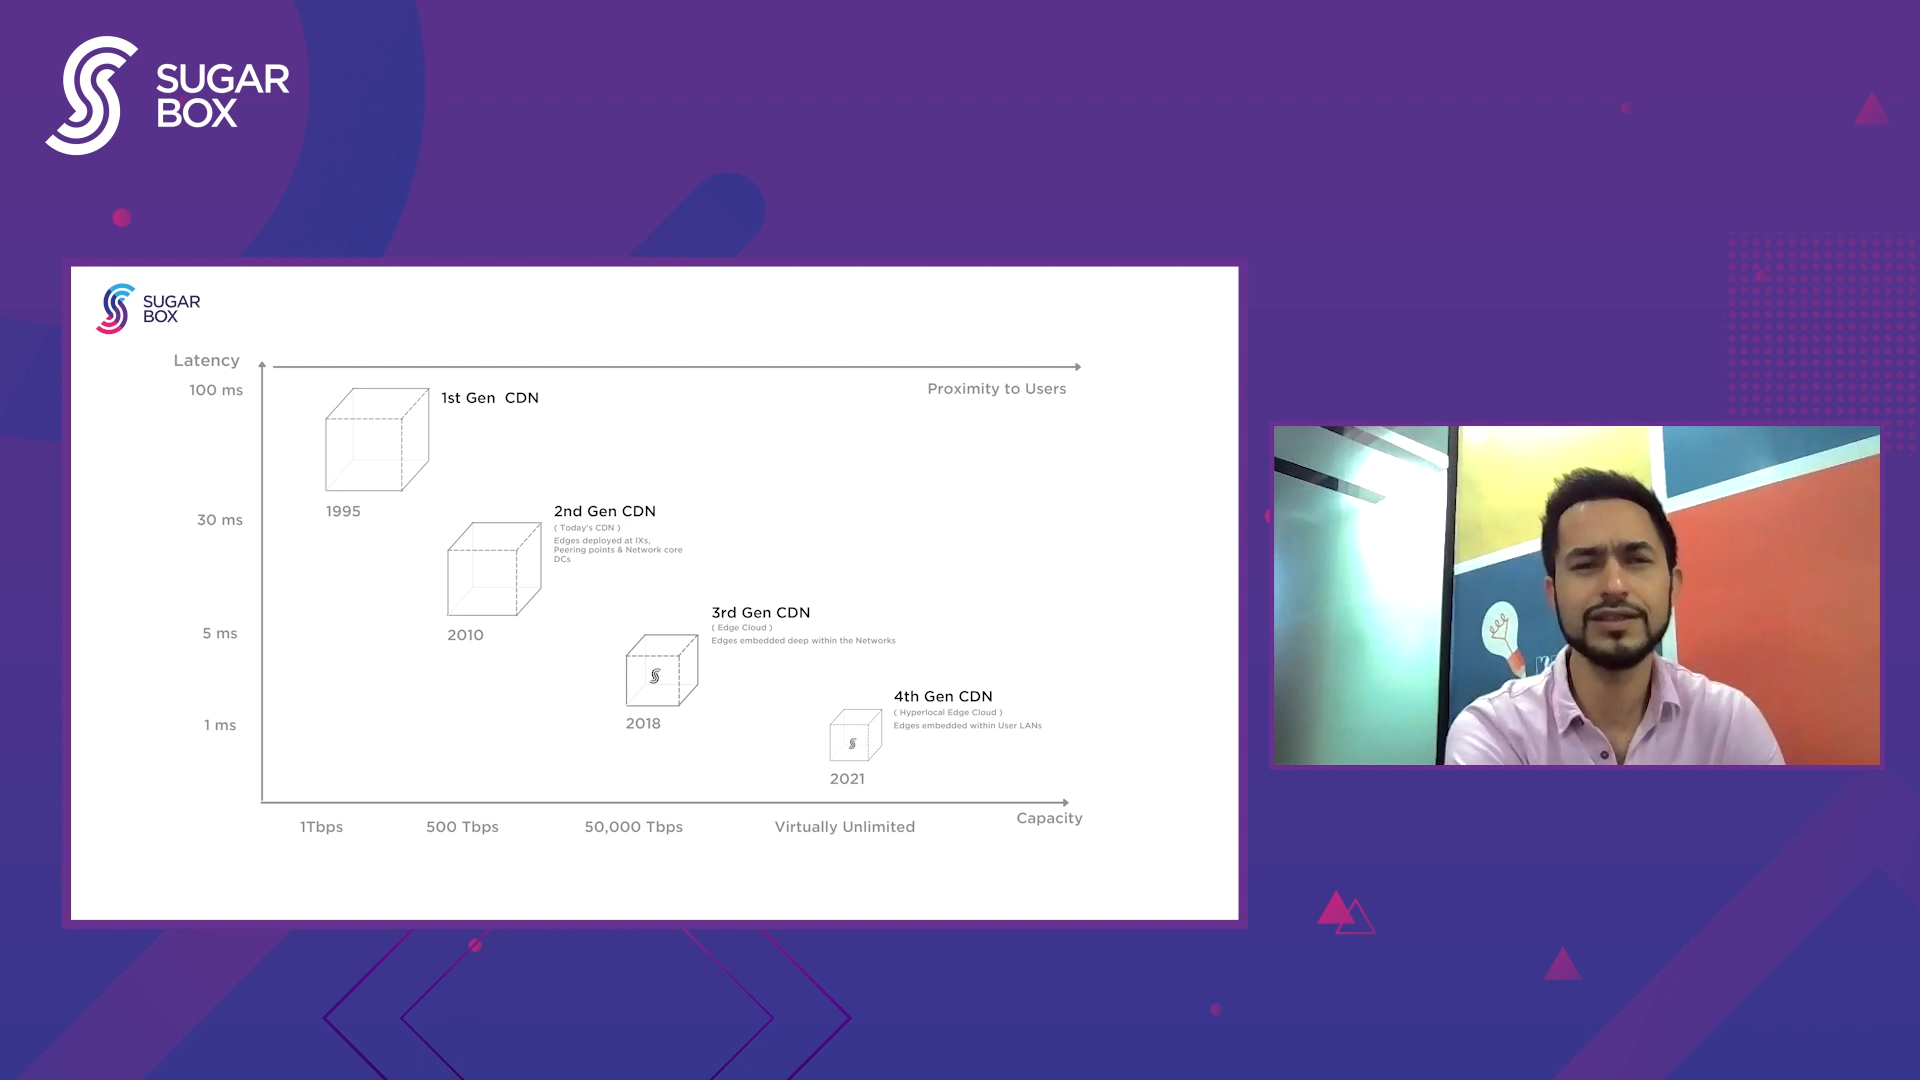 SUGAR
BOX
SUGAR
BOX
Latency
100 ms
Proximity to Users
1st Gen CDN
1995
30 ms
2nd Gen CDN
( Today's CDN )
Edges deployed at IXs,
Peering points & Network core
DCs
2010
5 ms
3rd Gen CDN
( Edge Cloud )
Edges embedded deep within the Networks
2018
1 ms
4th Gen CDN
( Hyperlocal Edge Cloud )
Edges embedded within User LANs
2021
Capacity
1Tbps
500 Tbps
50,000 Tbps
Virtually Unlimited